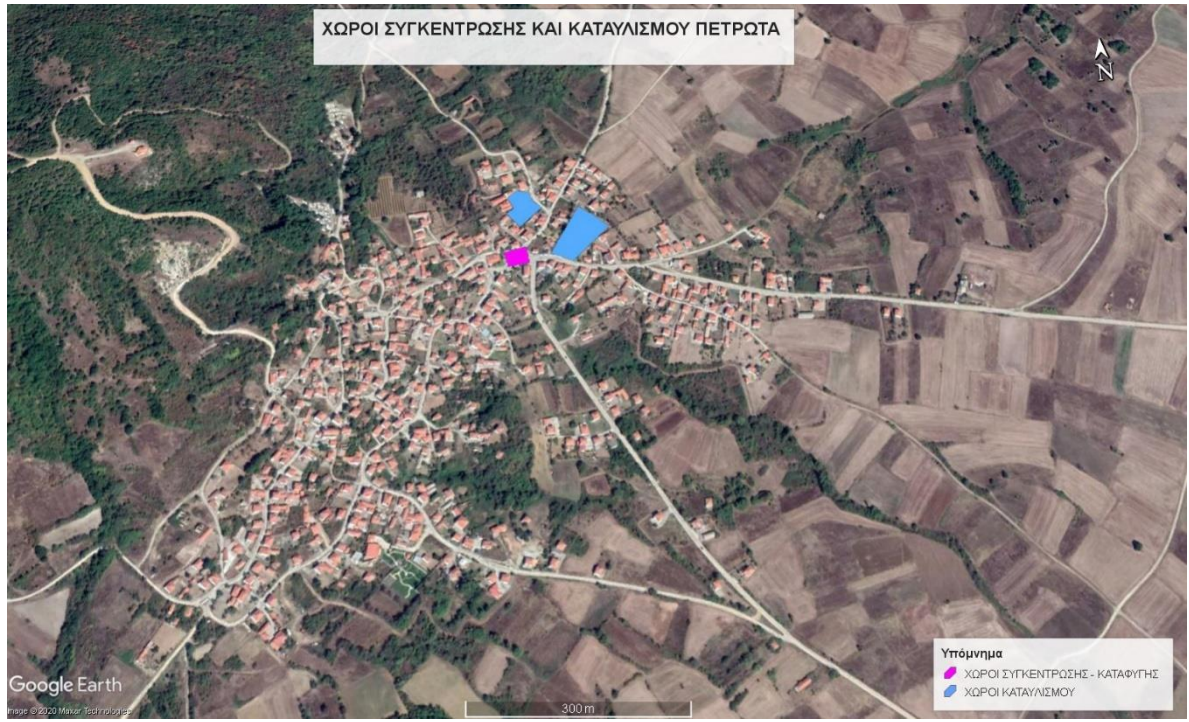 ΧΩΡΟΙ ΣΥΓΚΕΝΤΡΩΣΗΣ ΚΑΙ ΚΑΤΑΥΛΙΣΜΟΥ ΠΕΤΡΩΤΑ
N
Υπόμνημα
ΧΩΡΟΙ ΣΥΓΚΕΝΤΡΩΣΗΣ - ΚΑΤΑΦΥΓΗΣ
ΧΩΡΟΙ ΚΑΤΑΥΛΙΣΜΟΥ
Google Earth
Image © 2020 Maxar Technologies
300 m